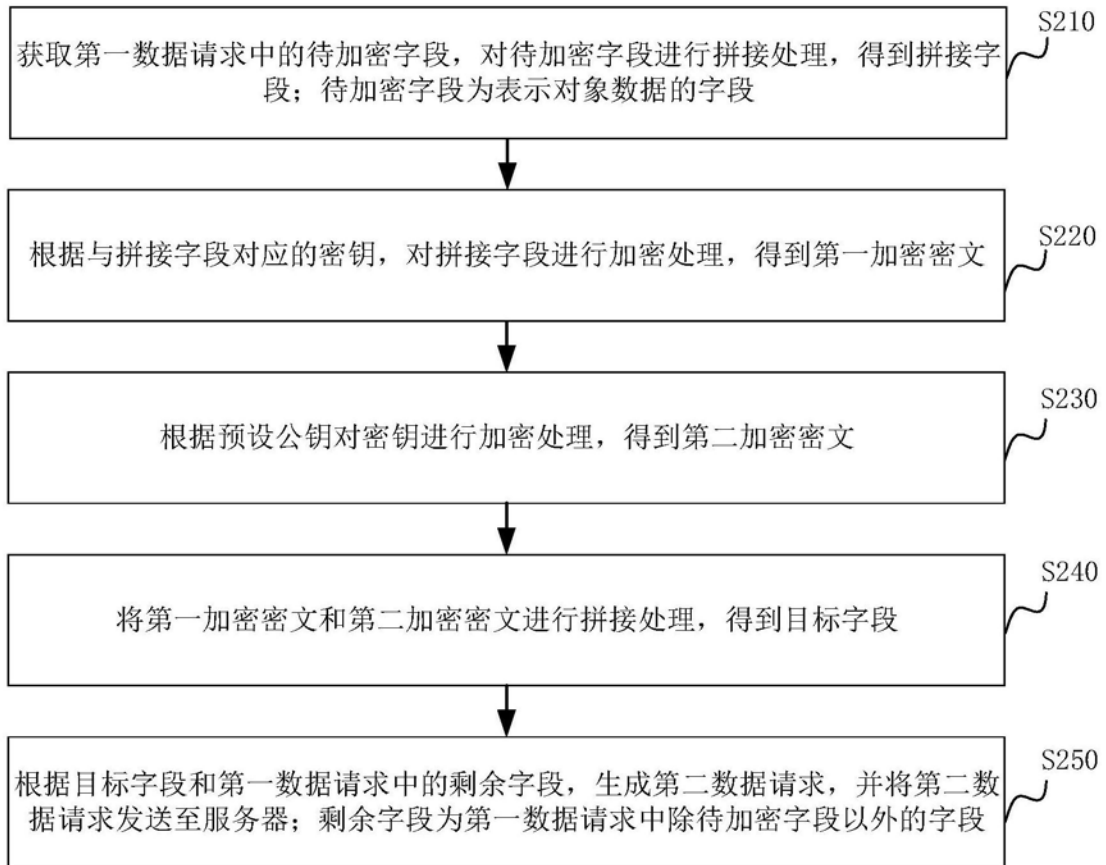 S210
获取第一数据请求中的待加密字段，对待加密字段进行拼接处理，得到拼接字
段；待加密字段为表示对象数据的字段
S220
根据与拼接字段对应的密钥，对拼接字段进行加密处理，得到第一加密密文
S230
根据预设公钥对密钥进行加密处理，得到第二加密密文
S240
将第一加密密文和第二加密密文进行拼接处理，得到目标字段
S250
根据目标字段和第一数据请求中的剩余字段，生成第二数据请求，并将第二数
据请求发送至服务器；剩余字段为第一数据请求中除待加密字段以外的字段